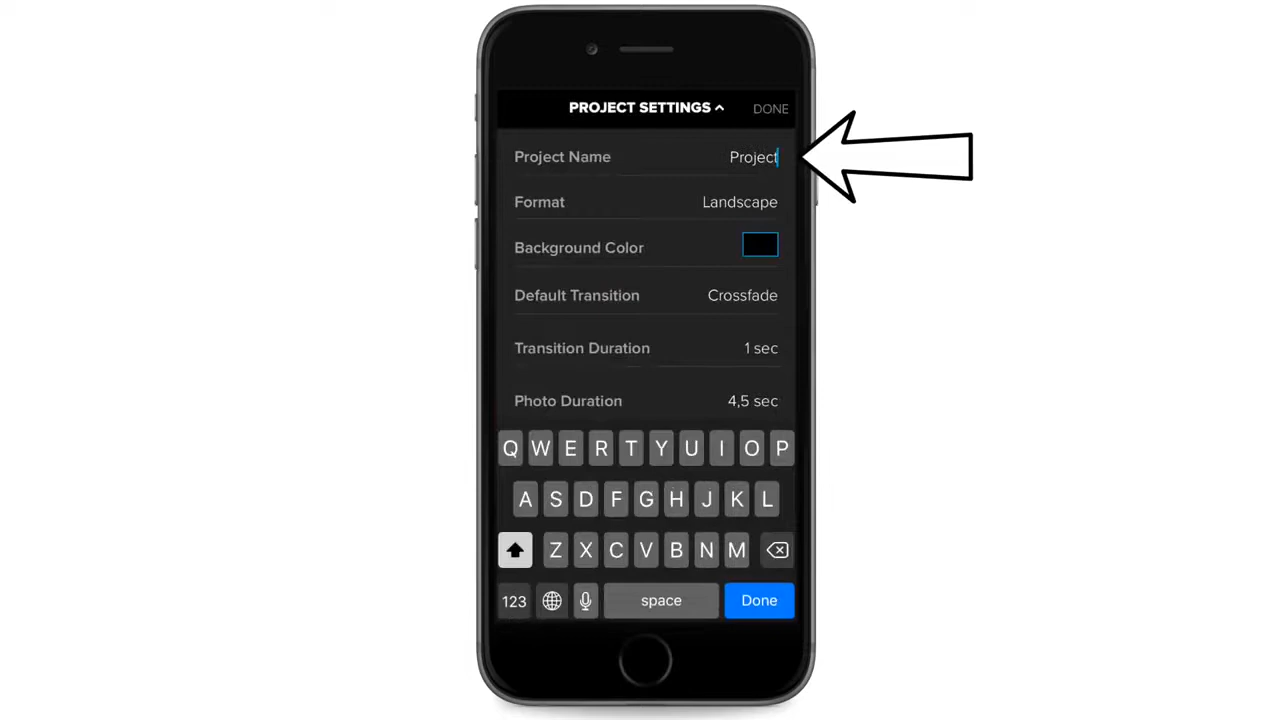 PROJECT SETTINGS DONE
Project Name Project
Format Landscape
Background Color
Default Transition Crossfade
Transition Duration 1 sec
Photo Duration 4,5 sec
Q W E R T Y U I O P
A S D F G H J K L
Z X C V B N M
123 space Done